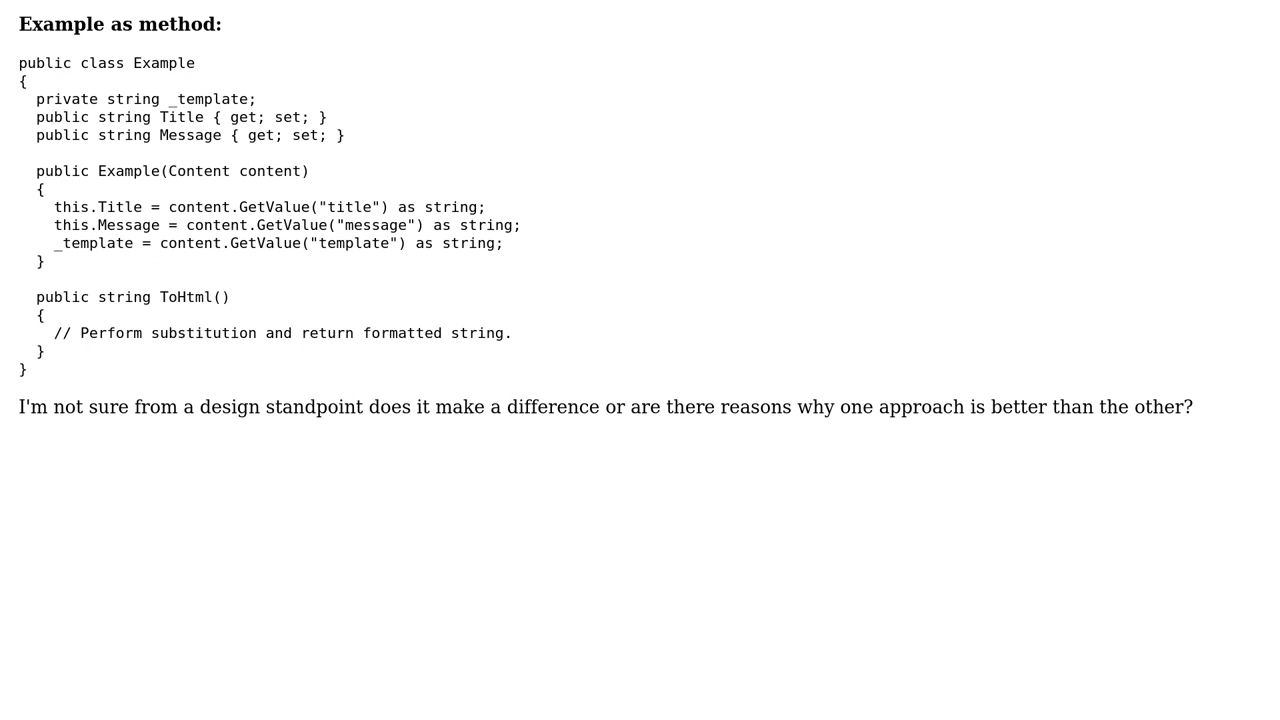 Example as method:
public class Example
{
  private string _template;
  public string Title { get; set; }
  public string Message { get; set; }

  public Example(Content content)
  {
    this.Title = content.GetValue("title") as string;
    this.Message = content.GetValue("message") as string;
    _template = content.GetValue("template") as string;
  }

  public string ToHtml()
  {
    // Perform substitution and return formatted string.
  }
}
I'm not sure from a design standpoint does it make a difference or are there reasons why one approach is better than the other?